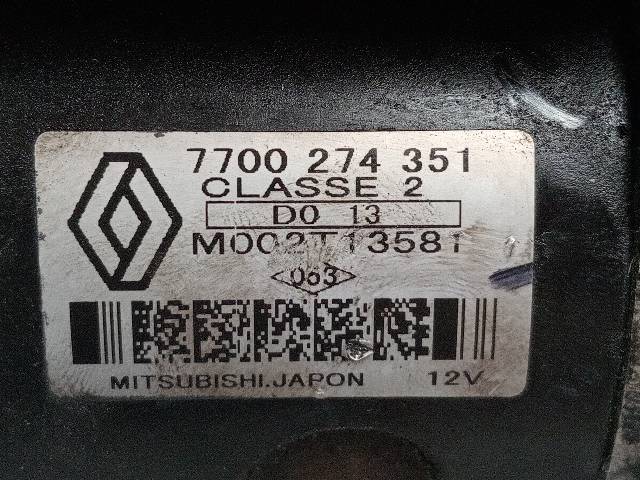 7700 274 351
CLASSE 2
D0 13
M002T13581
063
MITSUBISHI.JAPON 12V